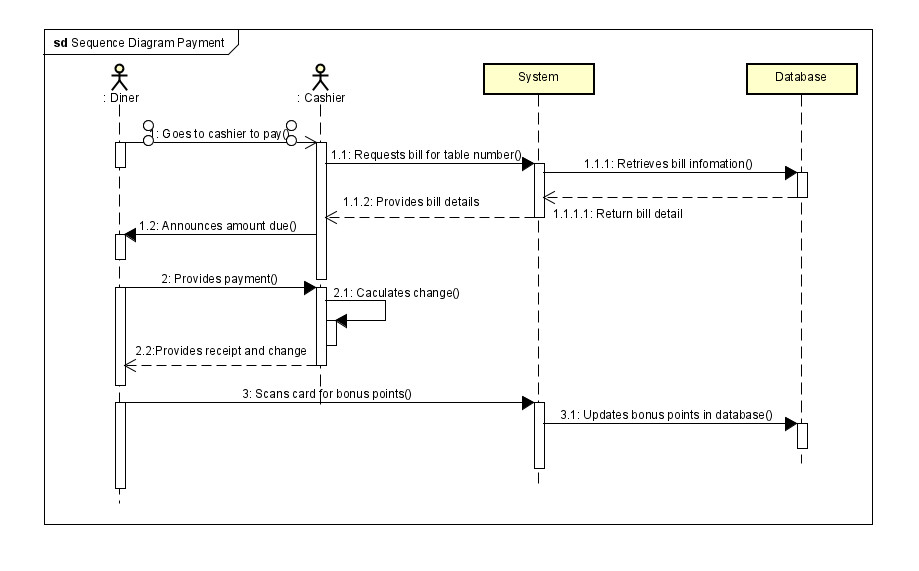 sd Sequence Diagram Payment
: Diner
: Cashier
System
Database
1: Goes to cashier to pay()
1.1: Requests bill for table number()
1.1.1: Retrieves bill infomation()
1.1.2: Provides bill details
1.1.1.1: Return bill detail
1.2: Announces amount due()
2: Provides payment()
2.1: Caculates change()
2.2:Provides receipt and change
3: Scans card for bonus points()
3.1: Updates bonus points in database()